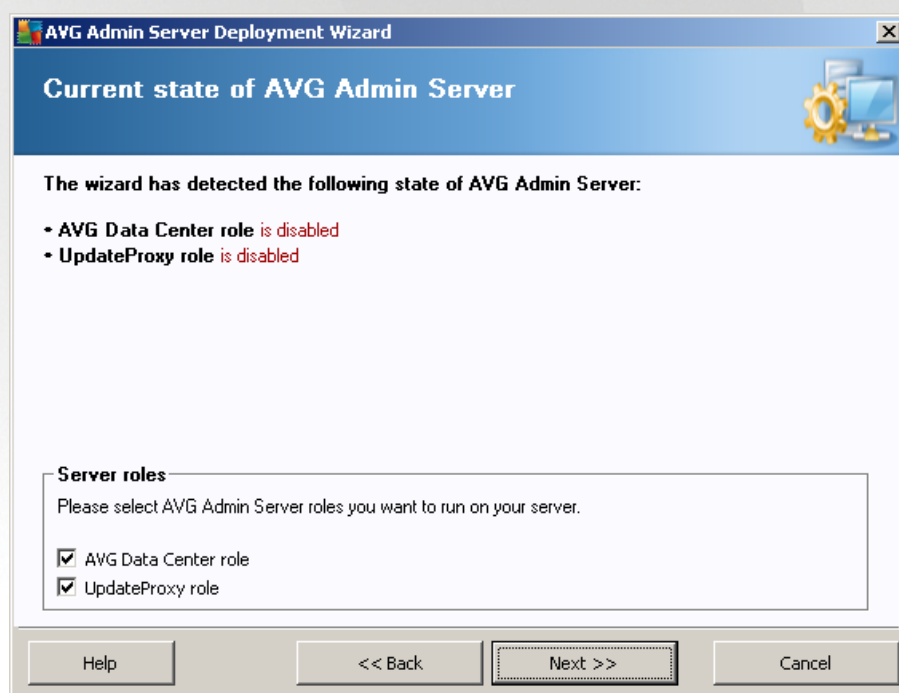 AVG Admin Server Deployment Wizard
Current state of AVG Admin Server
The wizard has detected the following state of AVG Admin Server:
• AVG Data Center role is disabled
• UpdateProxy role is disabled
Server roles
Please select AVG Admin Server roles you want to run on your server.
AVG Data Center role
UpdateProxy role
Help
<< Back
Next >>
Cancel